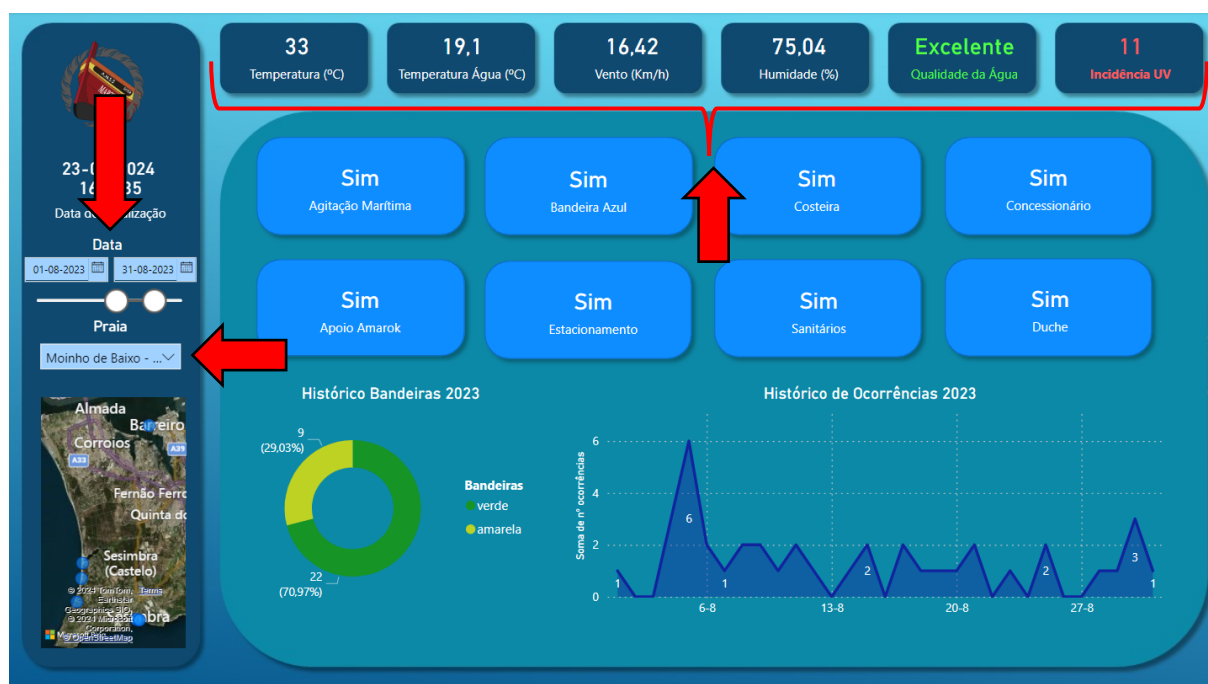 33
Temperatura (ºC)
19,1
Temperatura Água (ºC)
16,42
Vento (Km/h)
75,04
Humidade (%)
Excelente
Qualidade da Água
11
Incidência UV
Data
01-08-2023
31-08-2023
Praia
Moinho de Baixo - ...
Almada
Barreiro
Corroios
A33
A39
Fernão Ferro
Quinta do
Sesimbra
(Castelo)
© 2024 TomTom,
Terms
© OpenStreetMap
Sim
Agitação Marítima
Sim
Bandeira Azul
Sim
Costeira
Sim
Concessionário
Sim
Apoio Amarok
Sim
Estacionamento
Sim
Sanitários
Sim
Duche
Histórico Bandeiras 2023
9
(29,03%)
22
(70,97%)
Bandeiras
verde
amarela
Histórico de Ocorrências 2023
Soma de nº ocorrências
6
4
2
0
1
6
1
2
2
3
1
6-8
13-8
20-8
27-8